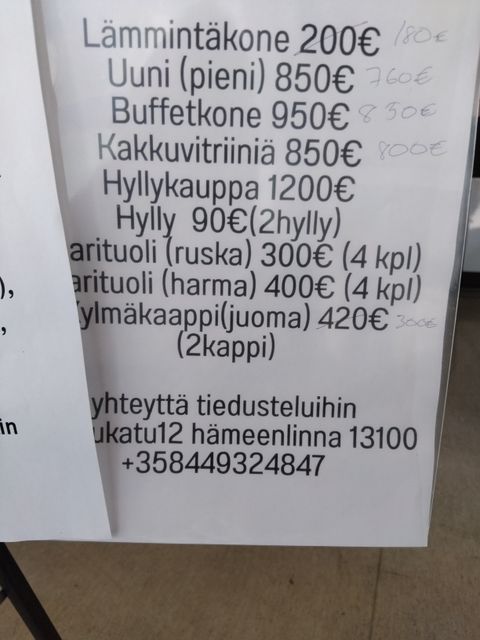 Lämmintäkone 200€ 180€
Uuni (pieni) 850€ 760€
Buffetkone 950€ 830€
Kakkuvitriiniä 850€ 800€
Hyllykauppa 1200€
Hylly 90€(2hylly)
arituoli (ruska) 300€ (4 kpl)
),
arituoli (harma) 400€ (4 kpl)
,
ylmäkaappi(juoma) 420€ 300€
(2kappi)
yhteyttä tiedusteluihin
in
ukatu12 hämeenlinna 13100
+358449324847